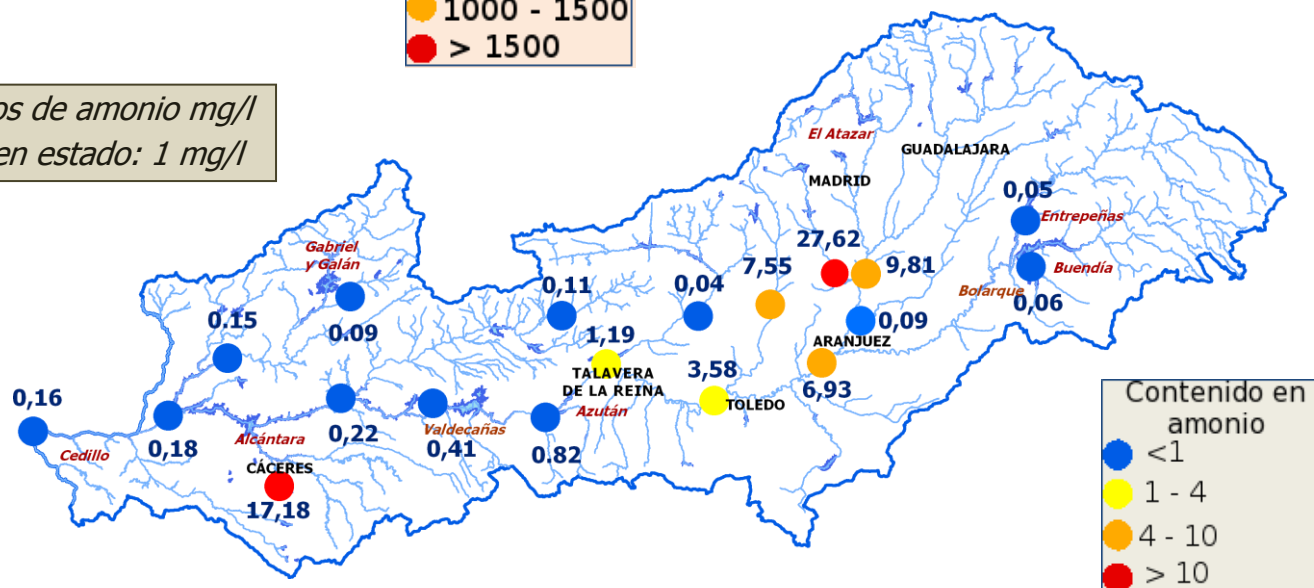 1000 - 1500
> 1500
os de amonio mg/l
en estado: 1 mg/l
El Atazar
GUADALAJARA
MADRID
0,05
Entrepeñas
27,62
9,81
7,55
Buendía
Bolarque
0,06
Gabriel
y Galán
0,11
0,04
0,09
0.15
0.09
1,19
ARANJUEZ
TALAVERA
DE LA REINA
3,58
6,93
TOLEDO
Azután
0,16
Cedillo
0,18
Alcántara
0,22
Valdecañas
0,41
0.82
CÁCERES
17,18
Contenido en
amonio
<1
1 - 4
4 - 10
> 10